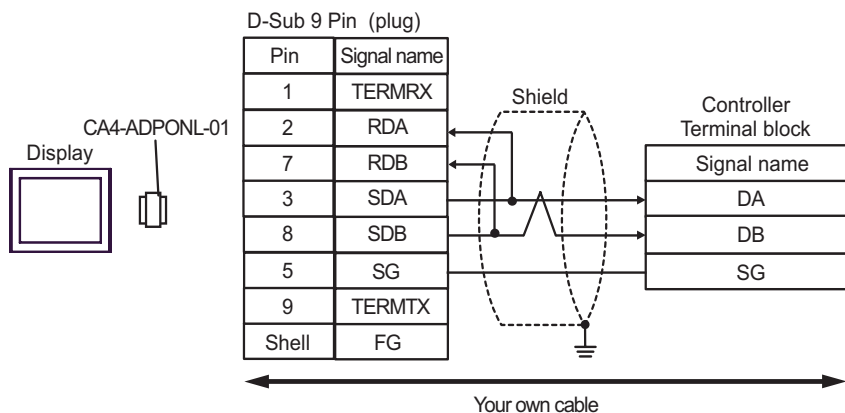 D-Sub 9 Pin (plug)
Pin Signal name
1 TERMRX
2 RDA
7 RDB
3 SDA
8 SDB
5 SG
9 TERMTX
Shell FG
CA4-ADPONL-01
Display
Shield
Controller
Terminal block
Signal name
DA
DB
SG
Your own cable